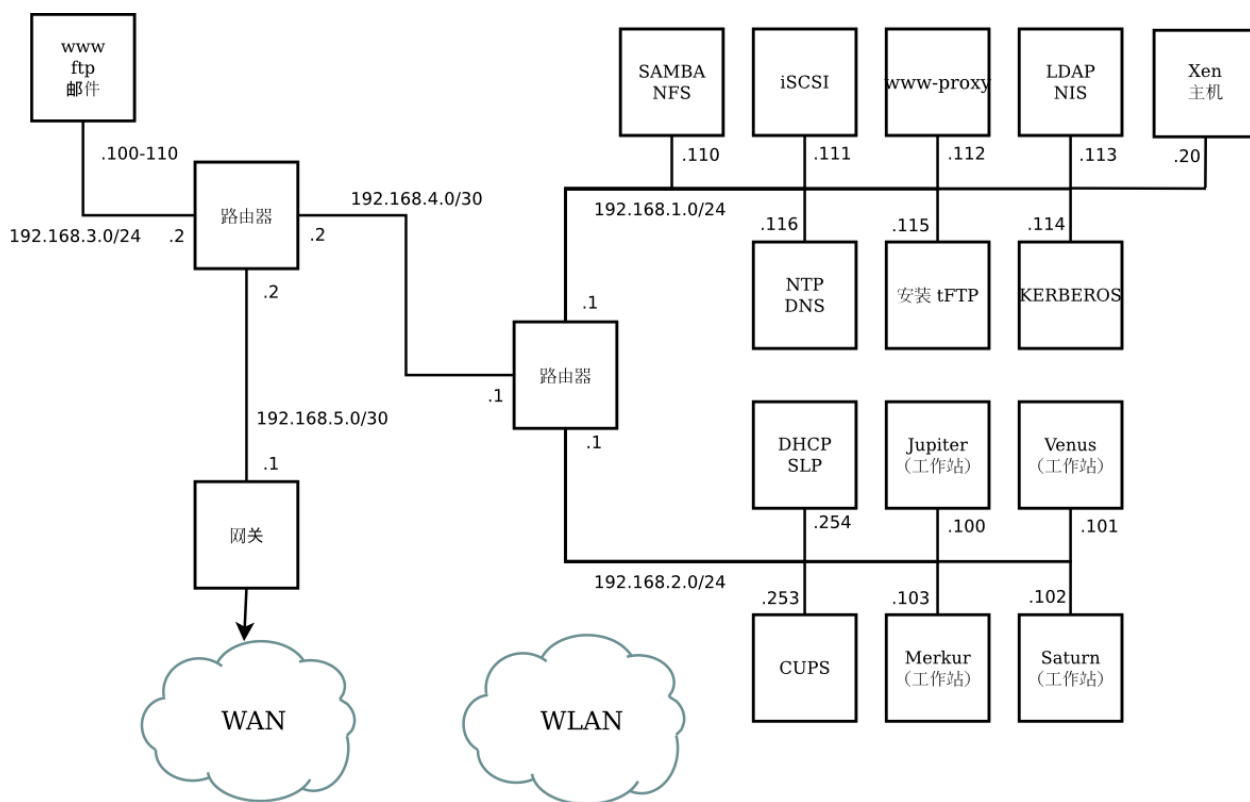 www
ftp
邮件
SAMBA
NFS
iSCSI
www-proxy
LDAP
NIS
Xen
主机
.100-110
.110
.111
.112
.113
.20
192.168.4.0/30
路由器
192.168.1.0/24
192.168.3.0/24
.2
.2
.116
.115
.114
.2
NTP
DNS
安装 tFTP
KERBEROS
.1
路由器
.1
192.168.5.0/30
.1
DHCP
SLP
Jupiter
(工作站)
Venus
(工作站)
.1
网关
.254
.100
.101
192.168.2.0/24
.253
.103
.102
CUPS
Merkur
(工作站)
Saturn
(工作站)
WAN
WLAN